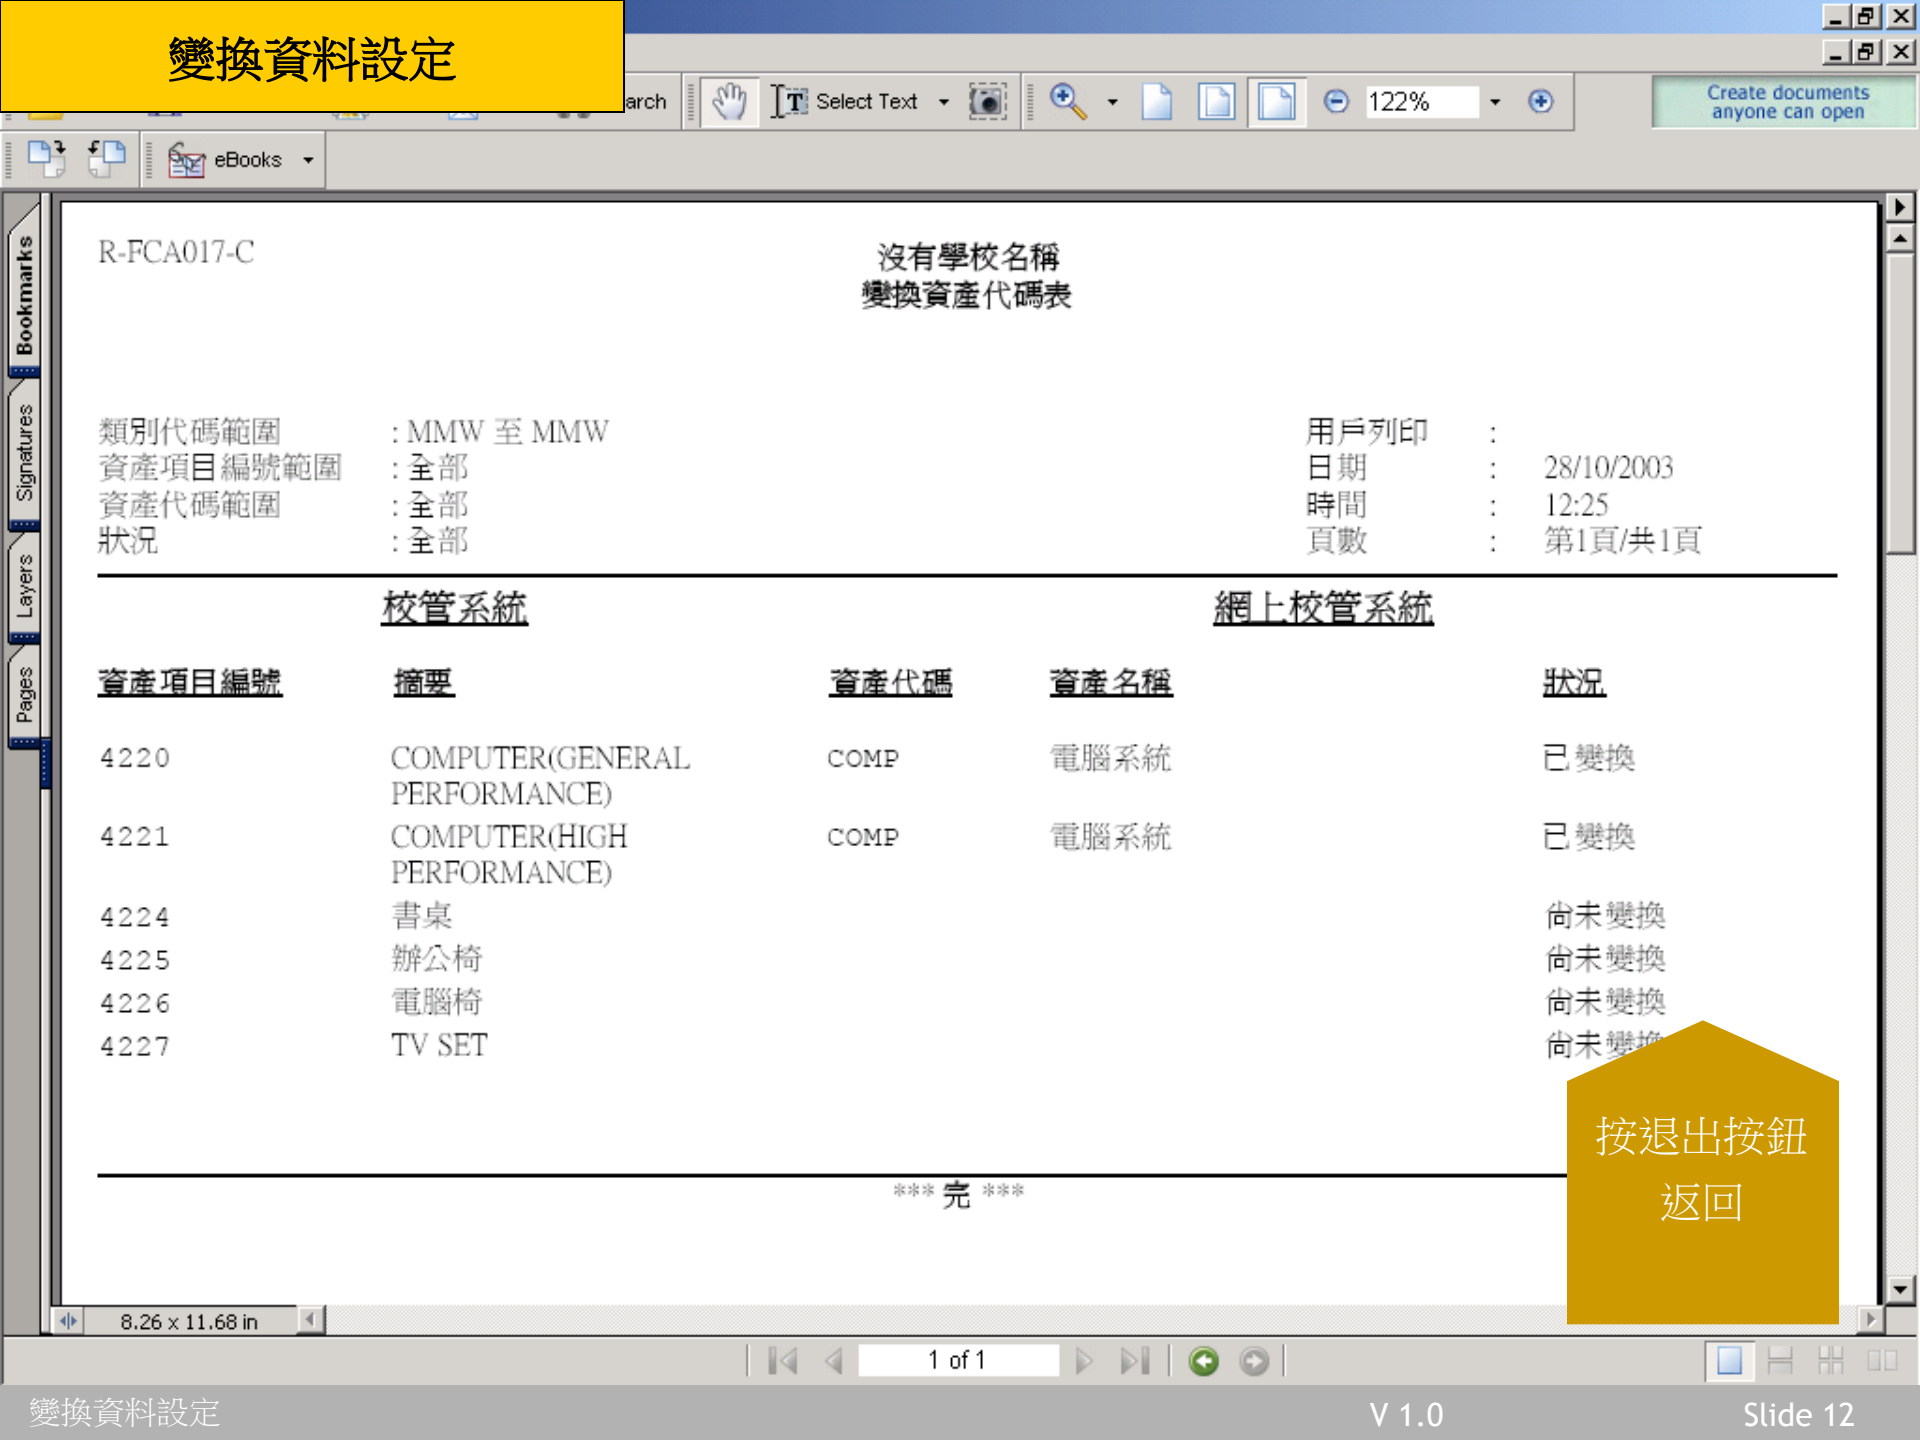 變換資料設定
arch
Select Text
122%
Create documents
anyone can open
eBooks
Bookmarks
Signatures
Layers
Pages
R-FCA017-C
沒有學校名稱
變換資產代碼表
類別代碼範圍 : MMW 至 MMW 用戶列印 :
資產項目編號範圍 : 全部 日期 : 28/10/2003
資產代碼範圍 : 全部 時間 : 12:25
狀況 : 全部 頁數 : 第1頁/共1頁
校管系統 網上校管系統
資產項目編號 摘要 資產代碼 資產名稱 狀況
4220 COMPUTER(GENERAL COMP 電腦系統 已變換
PERFORMANCE)
4221 COMPUTER(HIGH COMP 電腦系統 已變換
PERFORMANCE)
4224 書桌 尙未變換
4225 辦公椅 尙未變換
4226 電腦椅 尙未變換
4227 TV SET 尙未變換
按退出按鈕
返回
*** 完 ***
8.26 x 11.68 in
1 of 1
變換資料設定 V 1.0 Slide 12